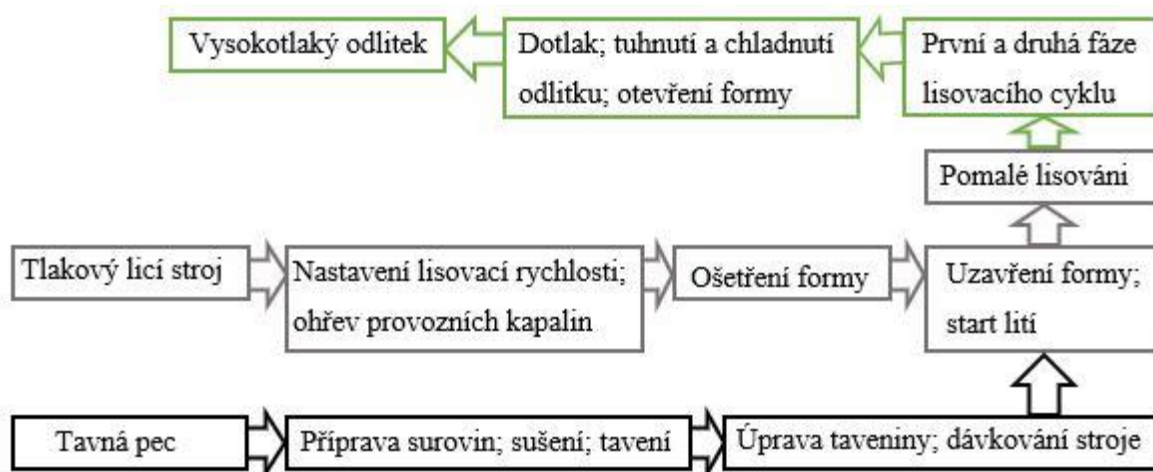 Vysokotlaký odlitek
Dotlak; tuhnutí a chladnutí
odlitku; otevření formy
První a druhá fáze
lisovacího cyklu
Pomalé lisováni
Tlakový licí stroj
Nastavení lisovací rychlosti;
ohřev provozních kapalin
Ošetření formy
Uzavření formy;
start lití
Tavná pec
Příprava surovin; sušení; tavení
Úprava taveniny; dávkování stroje